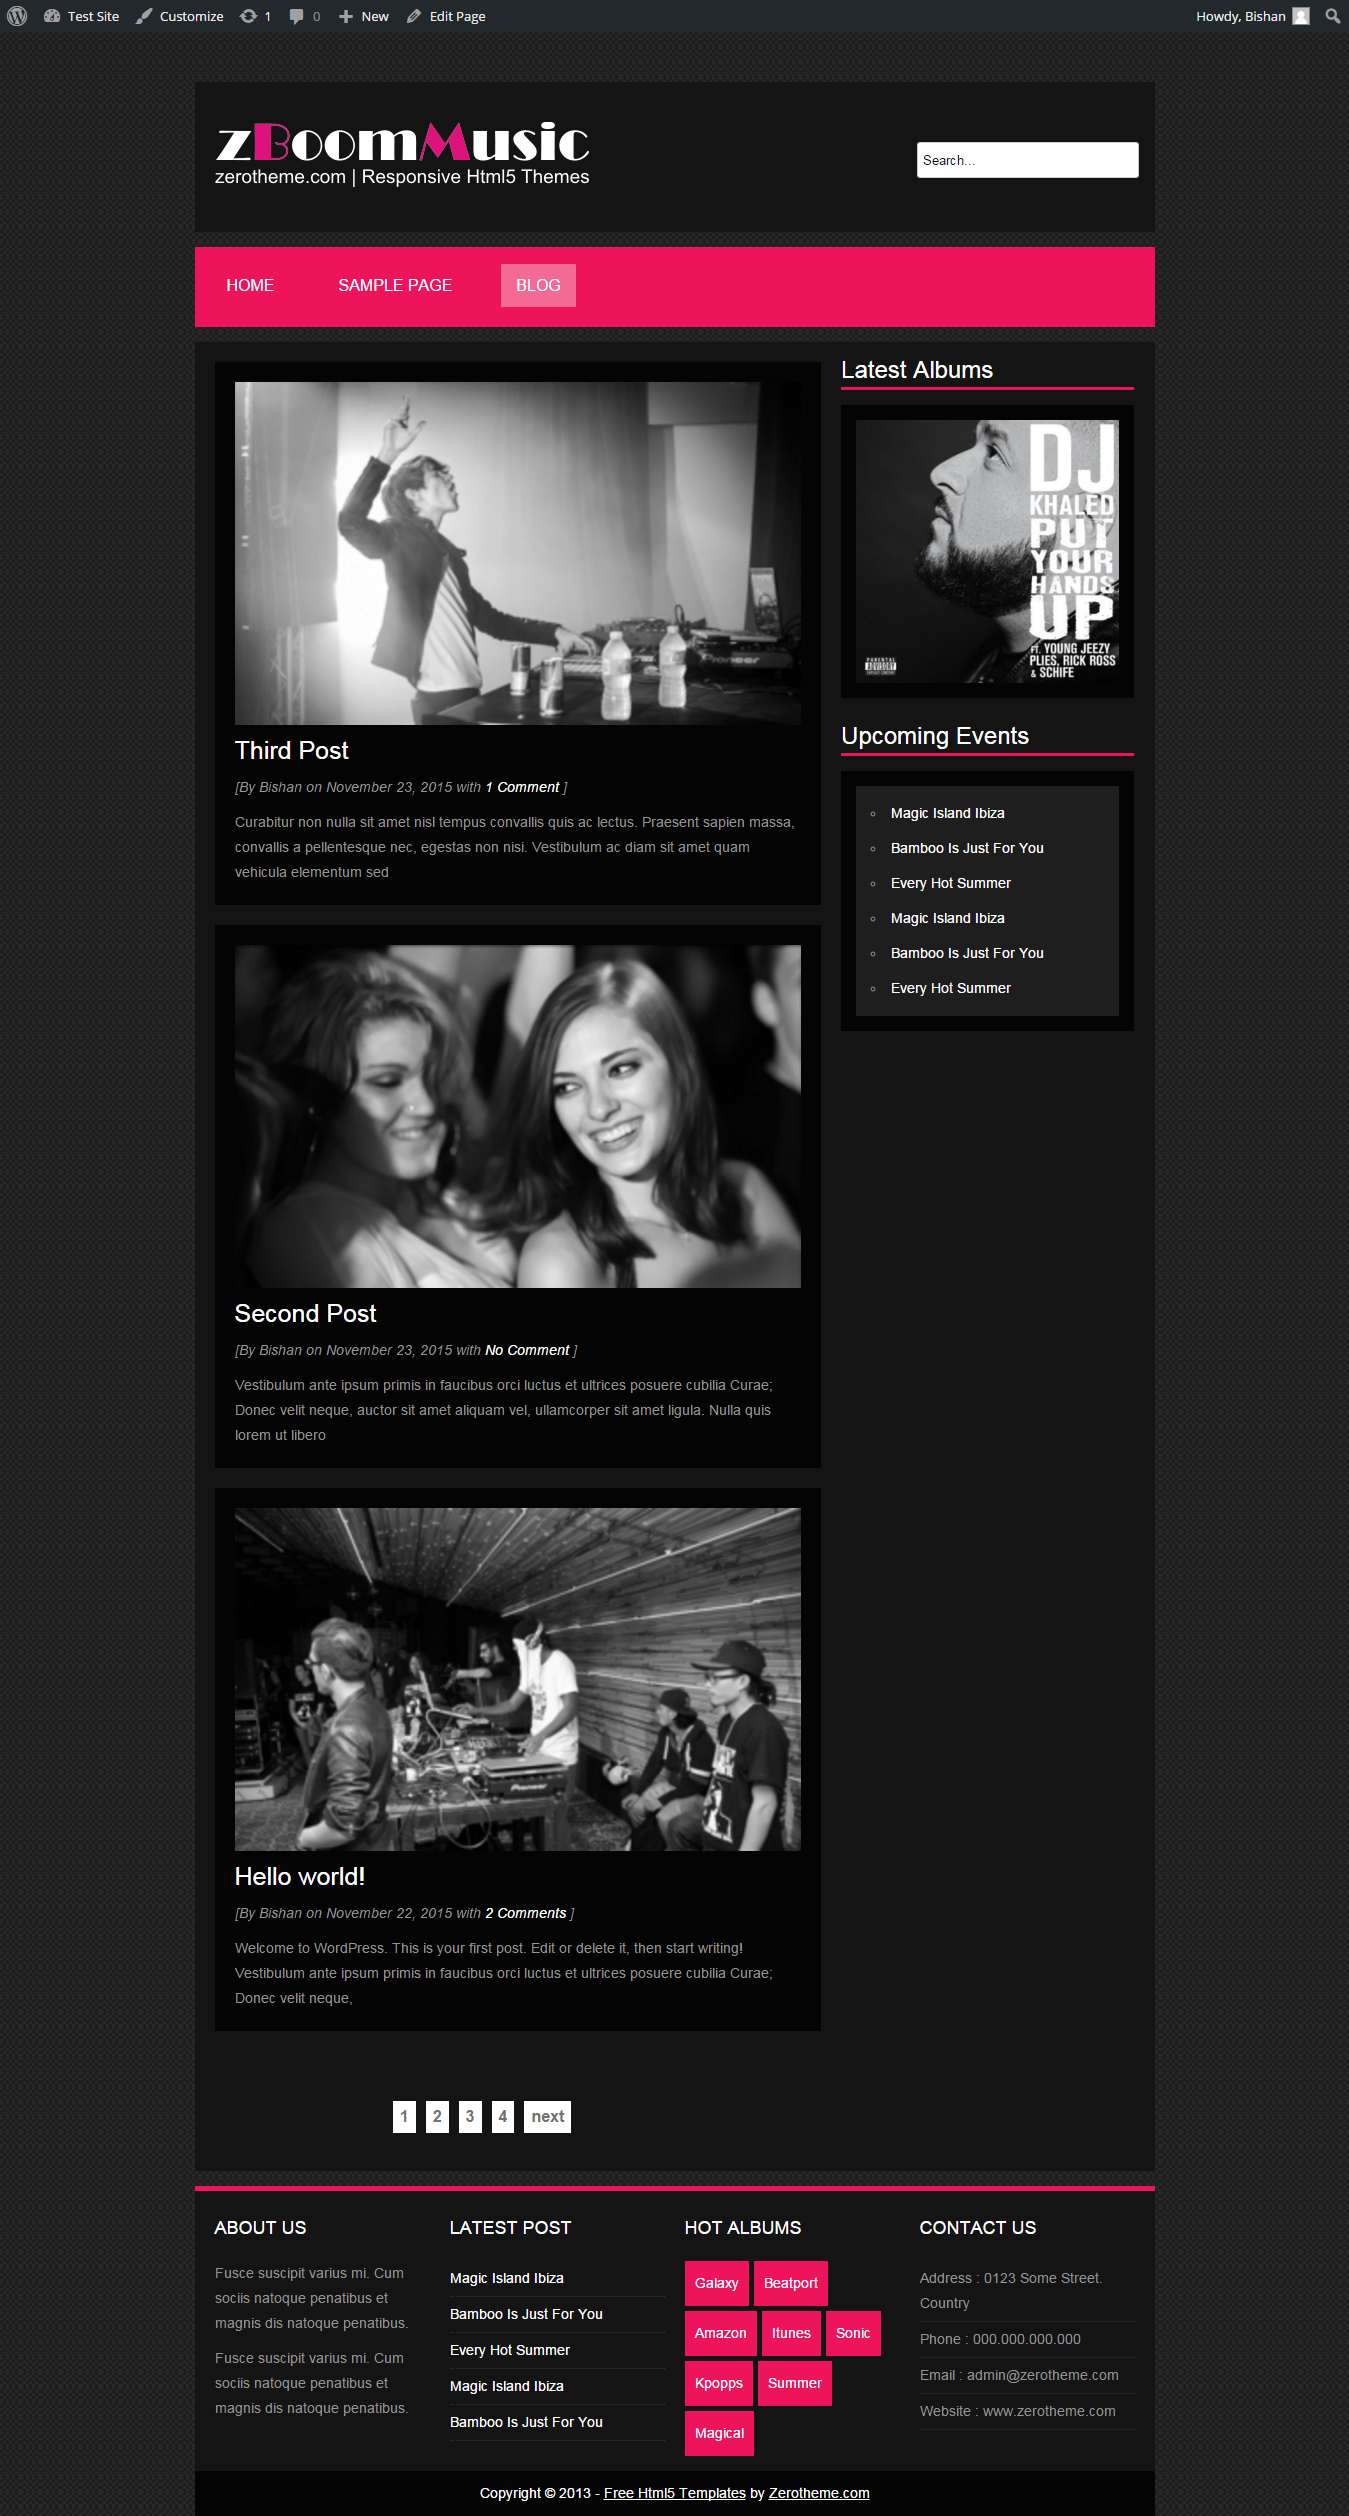 Test Site Customize 1 0 New Edit Page Howdy, Bishan
zBoomMusic
zerotheme.com | Responsive Html5 Themes
Search...
HOME SAMPLE PAGE BLOG
Third Post
[By Bishan on November 23, 2015 with 1 Comment ]
Curabitur non nulla sit amet nisl tempus convallis quis ac lectus. Praesent sapien massa,
convallis a pellentesque nec, egestas non nisi. Vestibulum ac diam sit amet quam
vehicula elementum sed
Second Post
[By Bishan on November 23, 2015 with No Comment ]
Vestibulum ante ipsum primis in faucibus orci luctus et ultrices posuere cubilia Curae;
Donec velit neque, auctor sit amet aliquam vel, ullamcorper sit amet ligula. Nulla quis
lorem ut libero
Pioneer
Hello world!
[By Bishan on November 22, 2015 with 2 Comments ]
Welcome to WordPress. This is your first post. Edit or delete it, then start writing!
Vestibulum ante ipsum primis in faucibus orci luctus et ultrices posuere cubilia Curae;
Donec velit neque,
1 2 3 4 next
Latest Albums
DJ
KHALED
PUT
YOUR
HANDS
UP
FT. YOUNG JEEZY
PLIES, RICK ROSS
& SCHIFE
PARENTAL
ADVISORY
EXPLICIT CONTENT
Upcoming Events
Magic Island Ibiza
Bamboo Is Just For You
Every Hot Summer
Magic Island Ibiza
Bamboo Is Just For You
Every Hot Summer
ABOUT US
Fusce suscipit varius mi. Cum
sociis natoque penatibus et
magnis dis natoque penatibus.
Fusce suscipit varius mi. Cum
sociis natoque penatibus et
magnis dis natoque penatibus.
LATEST POST
Magic Island Ibiza
Bamboo Is Just For You
Every Hot Summer
Magic Island Ibiza
Bamboo Is Just For You
HOT ALBUMS
Galaxy Beatport
Amazon Itunes Sonic
Kpopps Summer
Magical
CONTACT US
Address : 0123 Some Street.
Country
Phone : 000.000.000.000
Email : admin@zerotheme.com
Website : www.zerotheme.com
Copyright © 2013 - Free Html5 Templates by Zerotheme.com